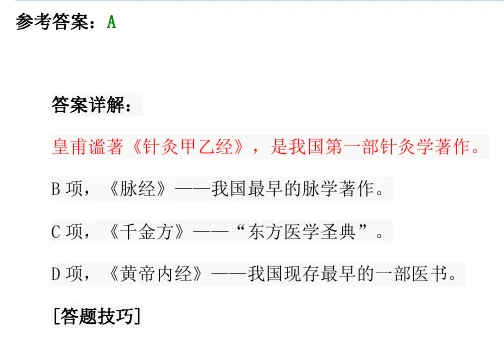 参考答案：A
答案详解：
皇甫谧著《针灸甲乙经》，是我国第一部针灸学著作。
B 项，《脉经》——我国最早的脉学著作。
C 项，《千金方》——“东方医学圣典”。
D 项，《黄帝内经》——我国现存最早的一部医书。
[答题技巧]